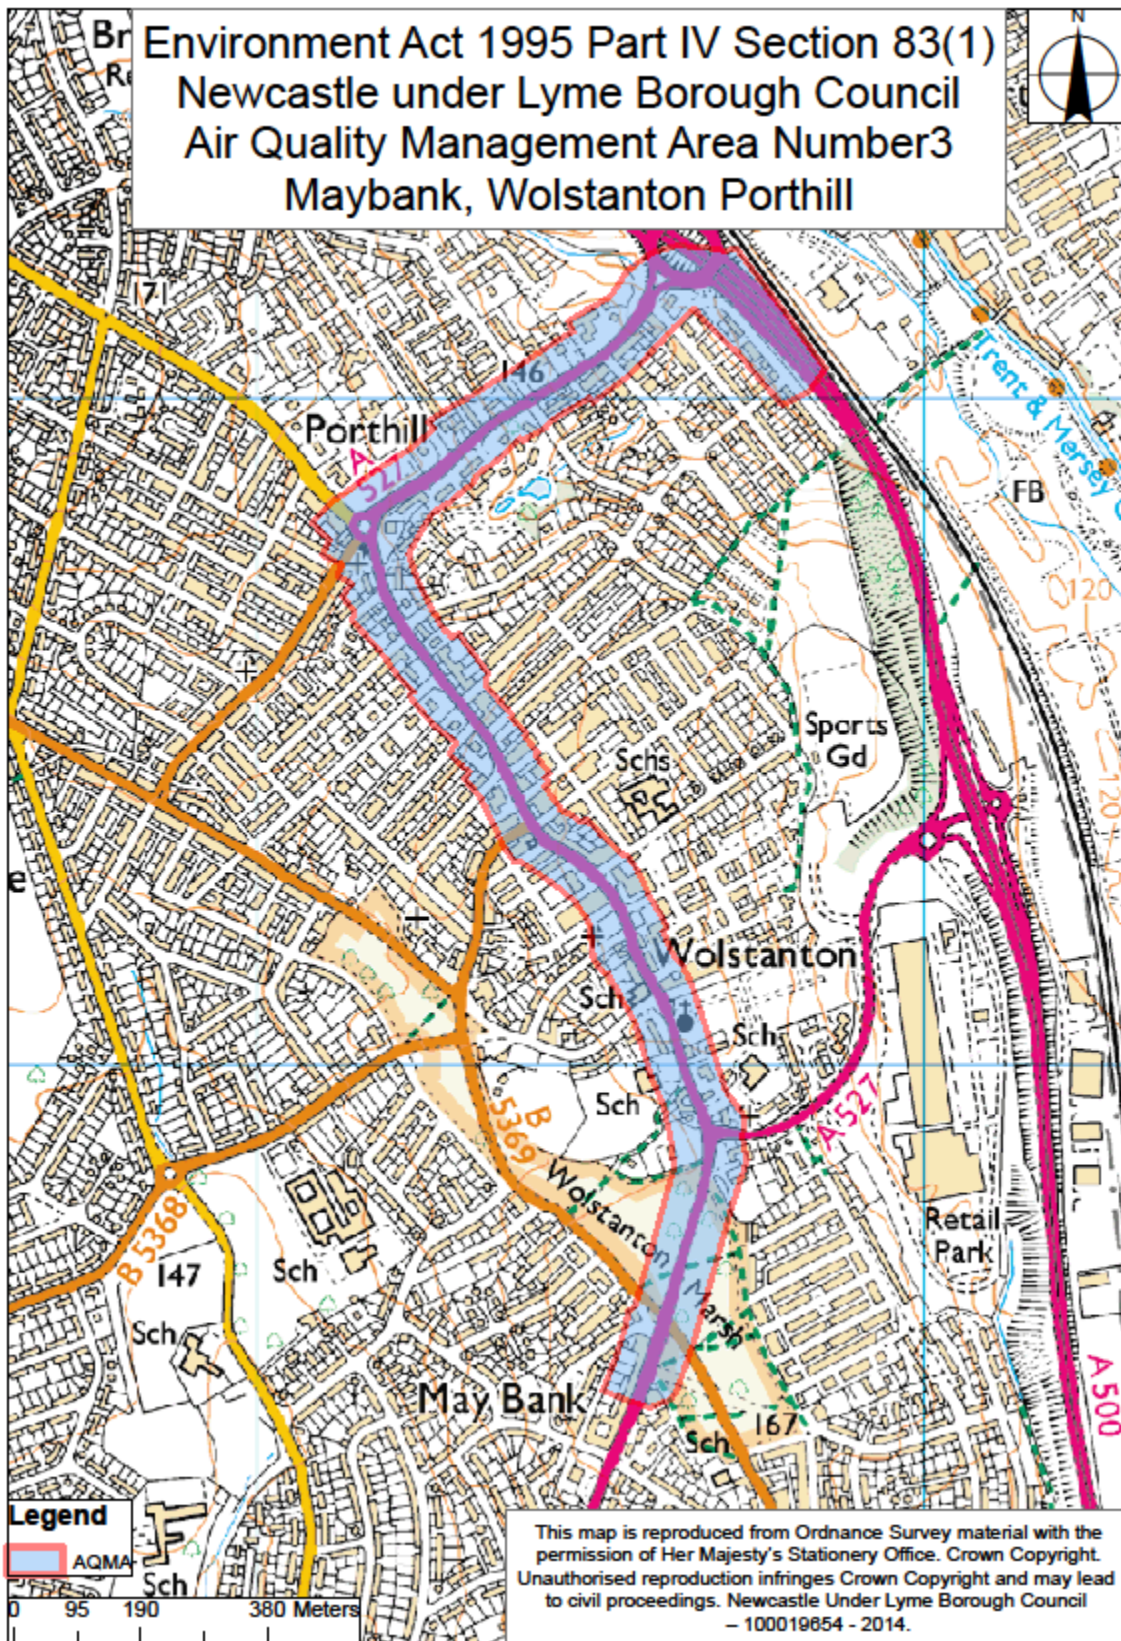 Environment Act 1995 Part IV Section 83(1)
Newcastle under Lyme Borough Council
Air Quality Management Area Number3
Maybank, Wolstanton Porthill
N
Br
Re
171
146
Porthill
A
527
Trent & Mersey C
FB
120
Sports
Gd
Schs
120
e
Wolstanton
Sch
Sch
Sch
A 527
B
5369
Wolstanton Marsh
Retail
Park
B 5368
147
Sch
Sch
May Bank
167
Sch
A 500
Legend
AQMA
Sch
0 95 190 380 Meters
This map is reproduced from Ordnance Survey material with the
permission of Her Majesty's Stationery Office. Crown Copyright.
Unauthorised reproduction infringes Crown Copyright and may lead
to civil proceedings. Newcastle Under Lyme Borough Council
– 100019654 - 2014.